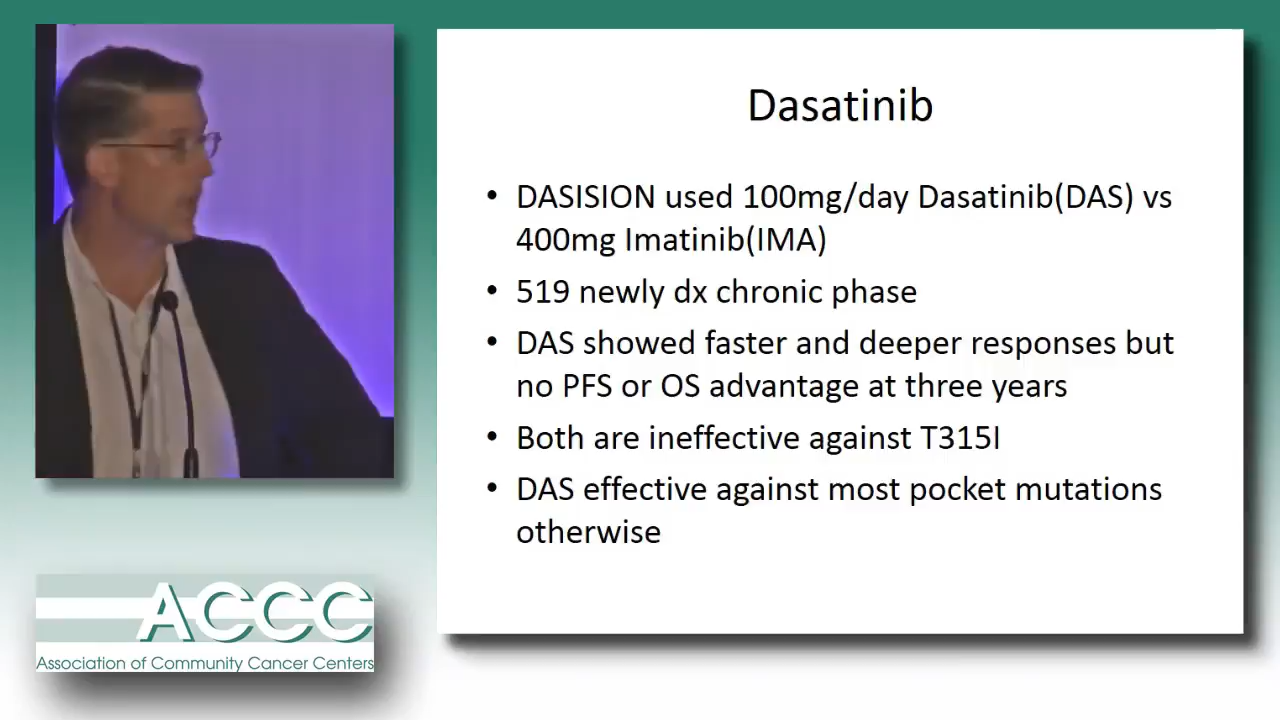 Dasatinib
• DASISION used 100mg/day Dasatinib(DAS) vs
400mg Imatinib(IMA)
• 519 newly dx chronic phase
• DAS showed faster and deeper responses but
no PFS or OS advantage at three years
• Both are ineffective against T315I
• DAS effective against most pocket mutations
otherwise
ACCC
Association of Community Cancer Centers